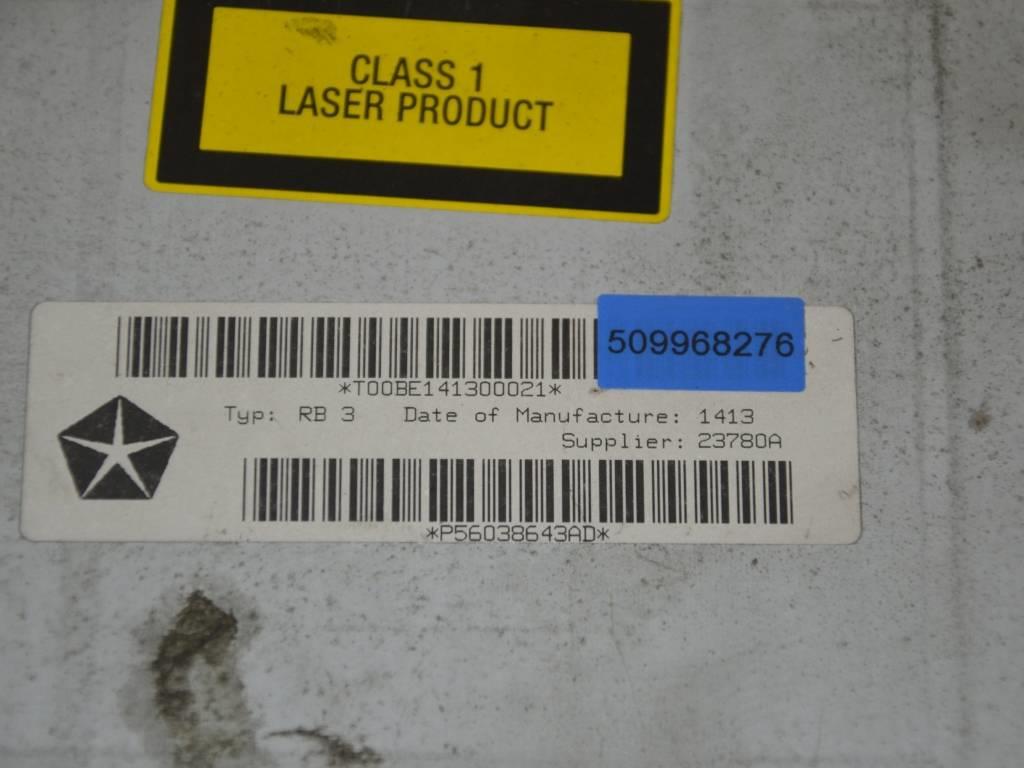 CLASS 1
LASER PRODUCT
509968276
*T00BE141300021*
Typ: RB 3 Date of Manufacture: 1413
Supplier: 23780A
*P56038643AD*